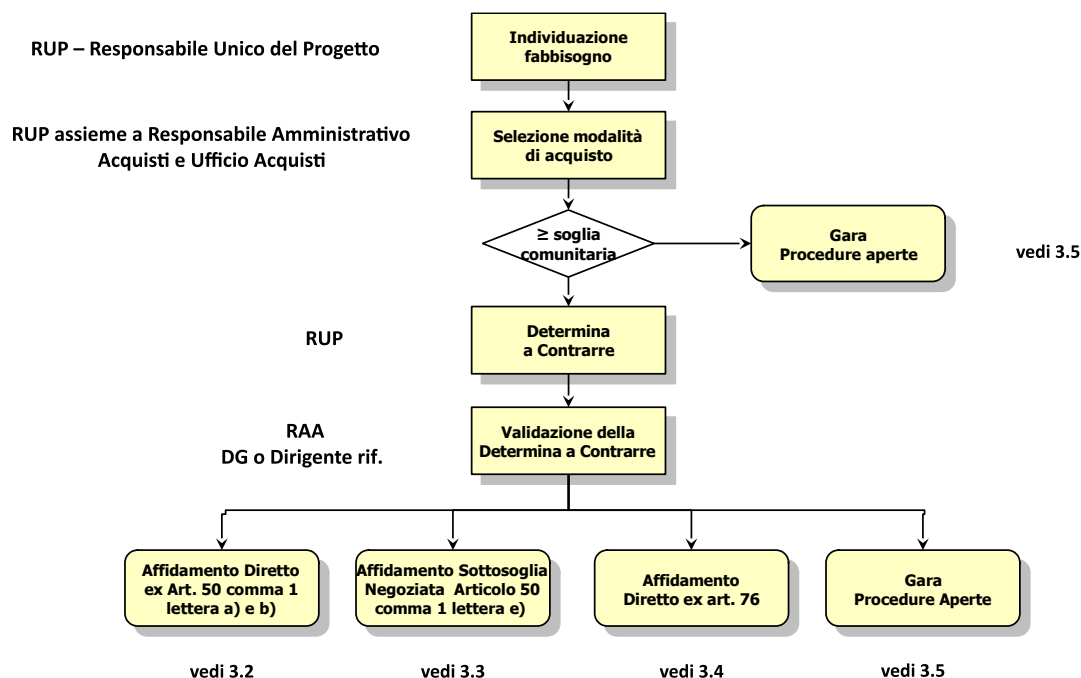 RUP – Responsabile Unico del Progetto
Individuazione
fabbisogno
RUP assieme a Responsabile Amministrativo
Acquisti e Ufficio Acquisti
Selezione modalità
di acquisto
≥ soglia
comunitaria
Gara
Procedure aperte
vedi 3.5
RUP
Determina
a Contrarre
RAA
DG o Dirigente rif.
Validazione della
Determina a Contrarre
Affidamento Diretto
ex Art. 50 comma 1
lettera a) e b)
Affidamento Sottosoglia
Negoziata Articolo 50
comma 1 lettera e)
Affidamento
Diretto ex art. 76
Gara
Procedure Aperte
vedi 3.2
vedi 3.3
vedi 3.4
vedi 3.5